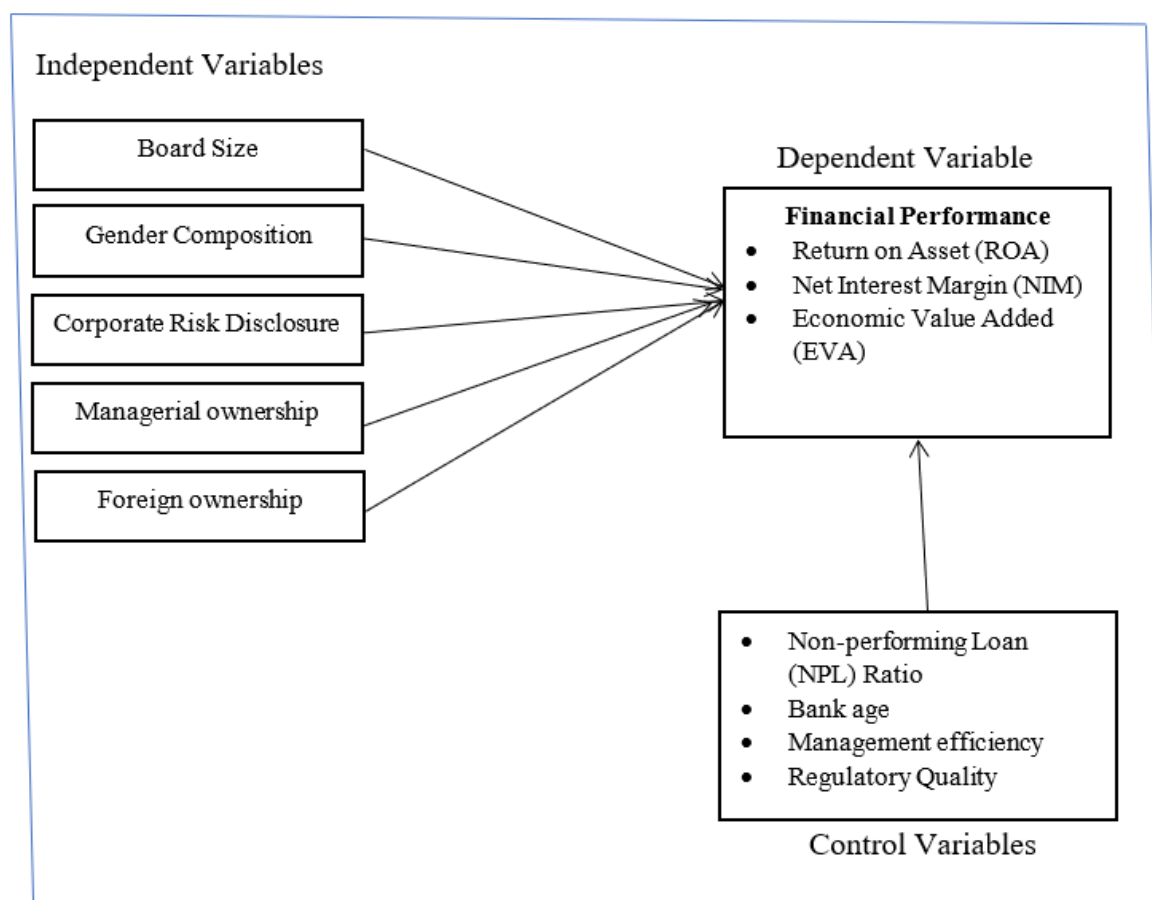 Independent Variables
Board Size
Gender Composition
Corporate Risk Disclosure
Managerial ownership
Foreign ownership
Dependent Variable
Financial Performance
• Return on Asset (ROA)
• Net Interest Margin (NIM)
• Economic Value Added
(EVA)
• Non-performing Loan
(NPL) Ratio
• Bank age
• Management efficiency
• Regulatory Quality
Control Variables